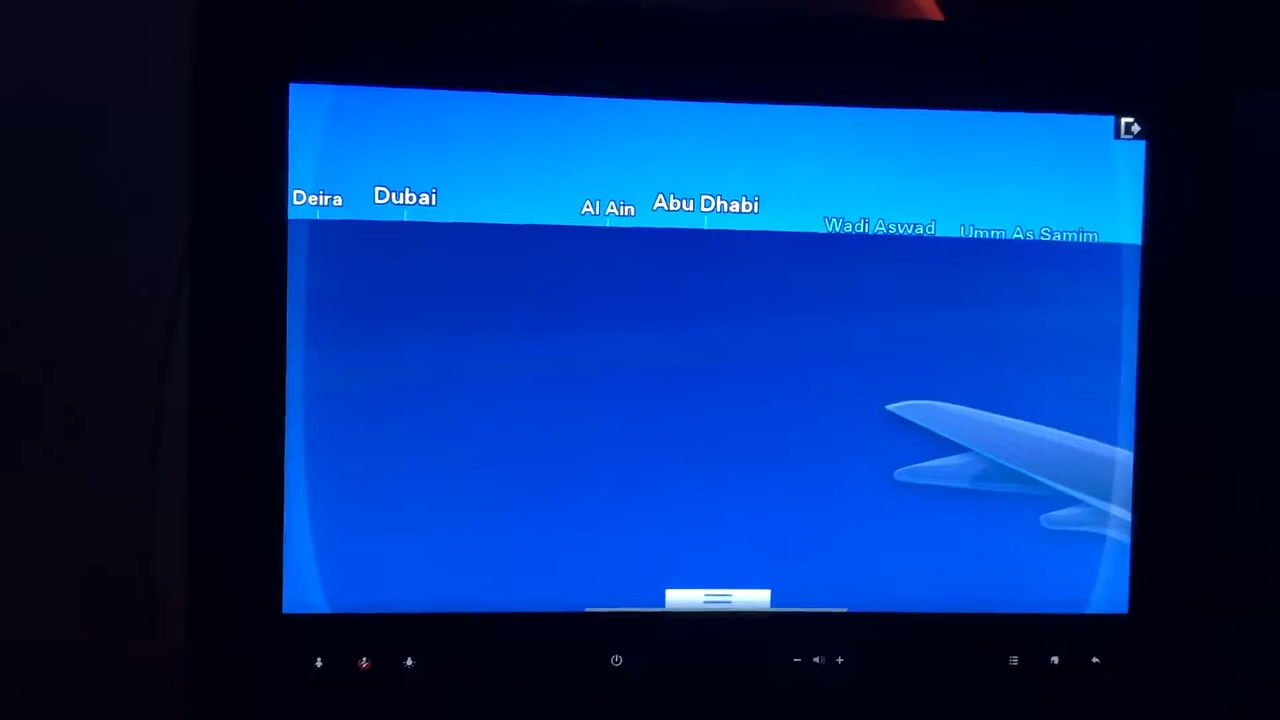 Deira
Dubai
Al Ain
Abu Dhabi
Wadi Aswad
Umm As Samim